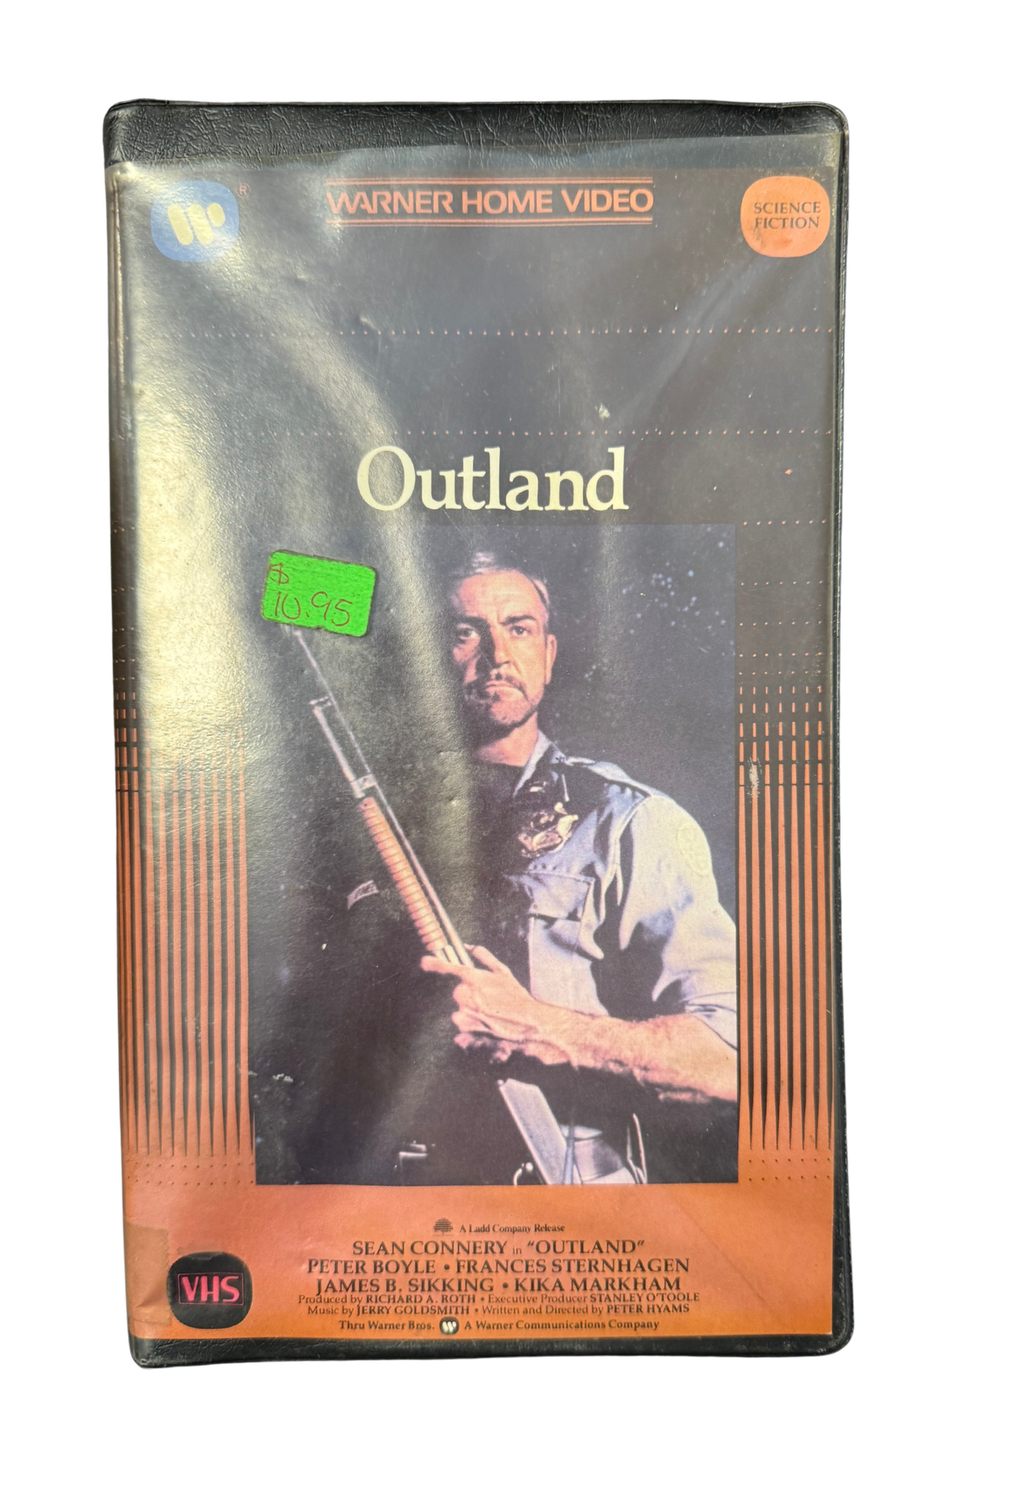 ®
WARNER HOME VIDEO
SCIENCE
FICTION
Outland
$
10.95
A Ladd Company Release
SEAN CONNERY in "OUTLAND"
PETER BOYLE • FRANCES STERNHAGEN
JAMES B. SIKKING • KIKA MARKHAM
Produced by RICHARD A. ROTH • Executive Producer STANLEY O'TOOLE
Music by JERRY GOLDSMITH • Written and Directed by PETER HYAMS
Thru Warner Bros. A Warner Communications Company
VHS